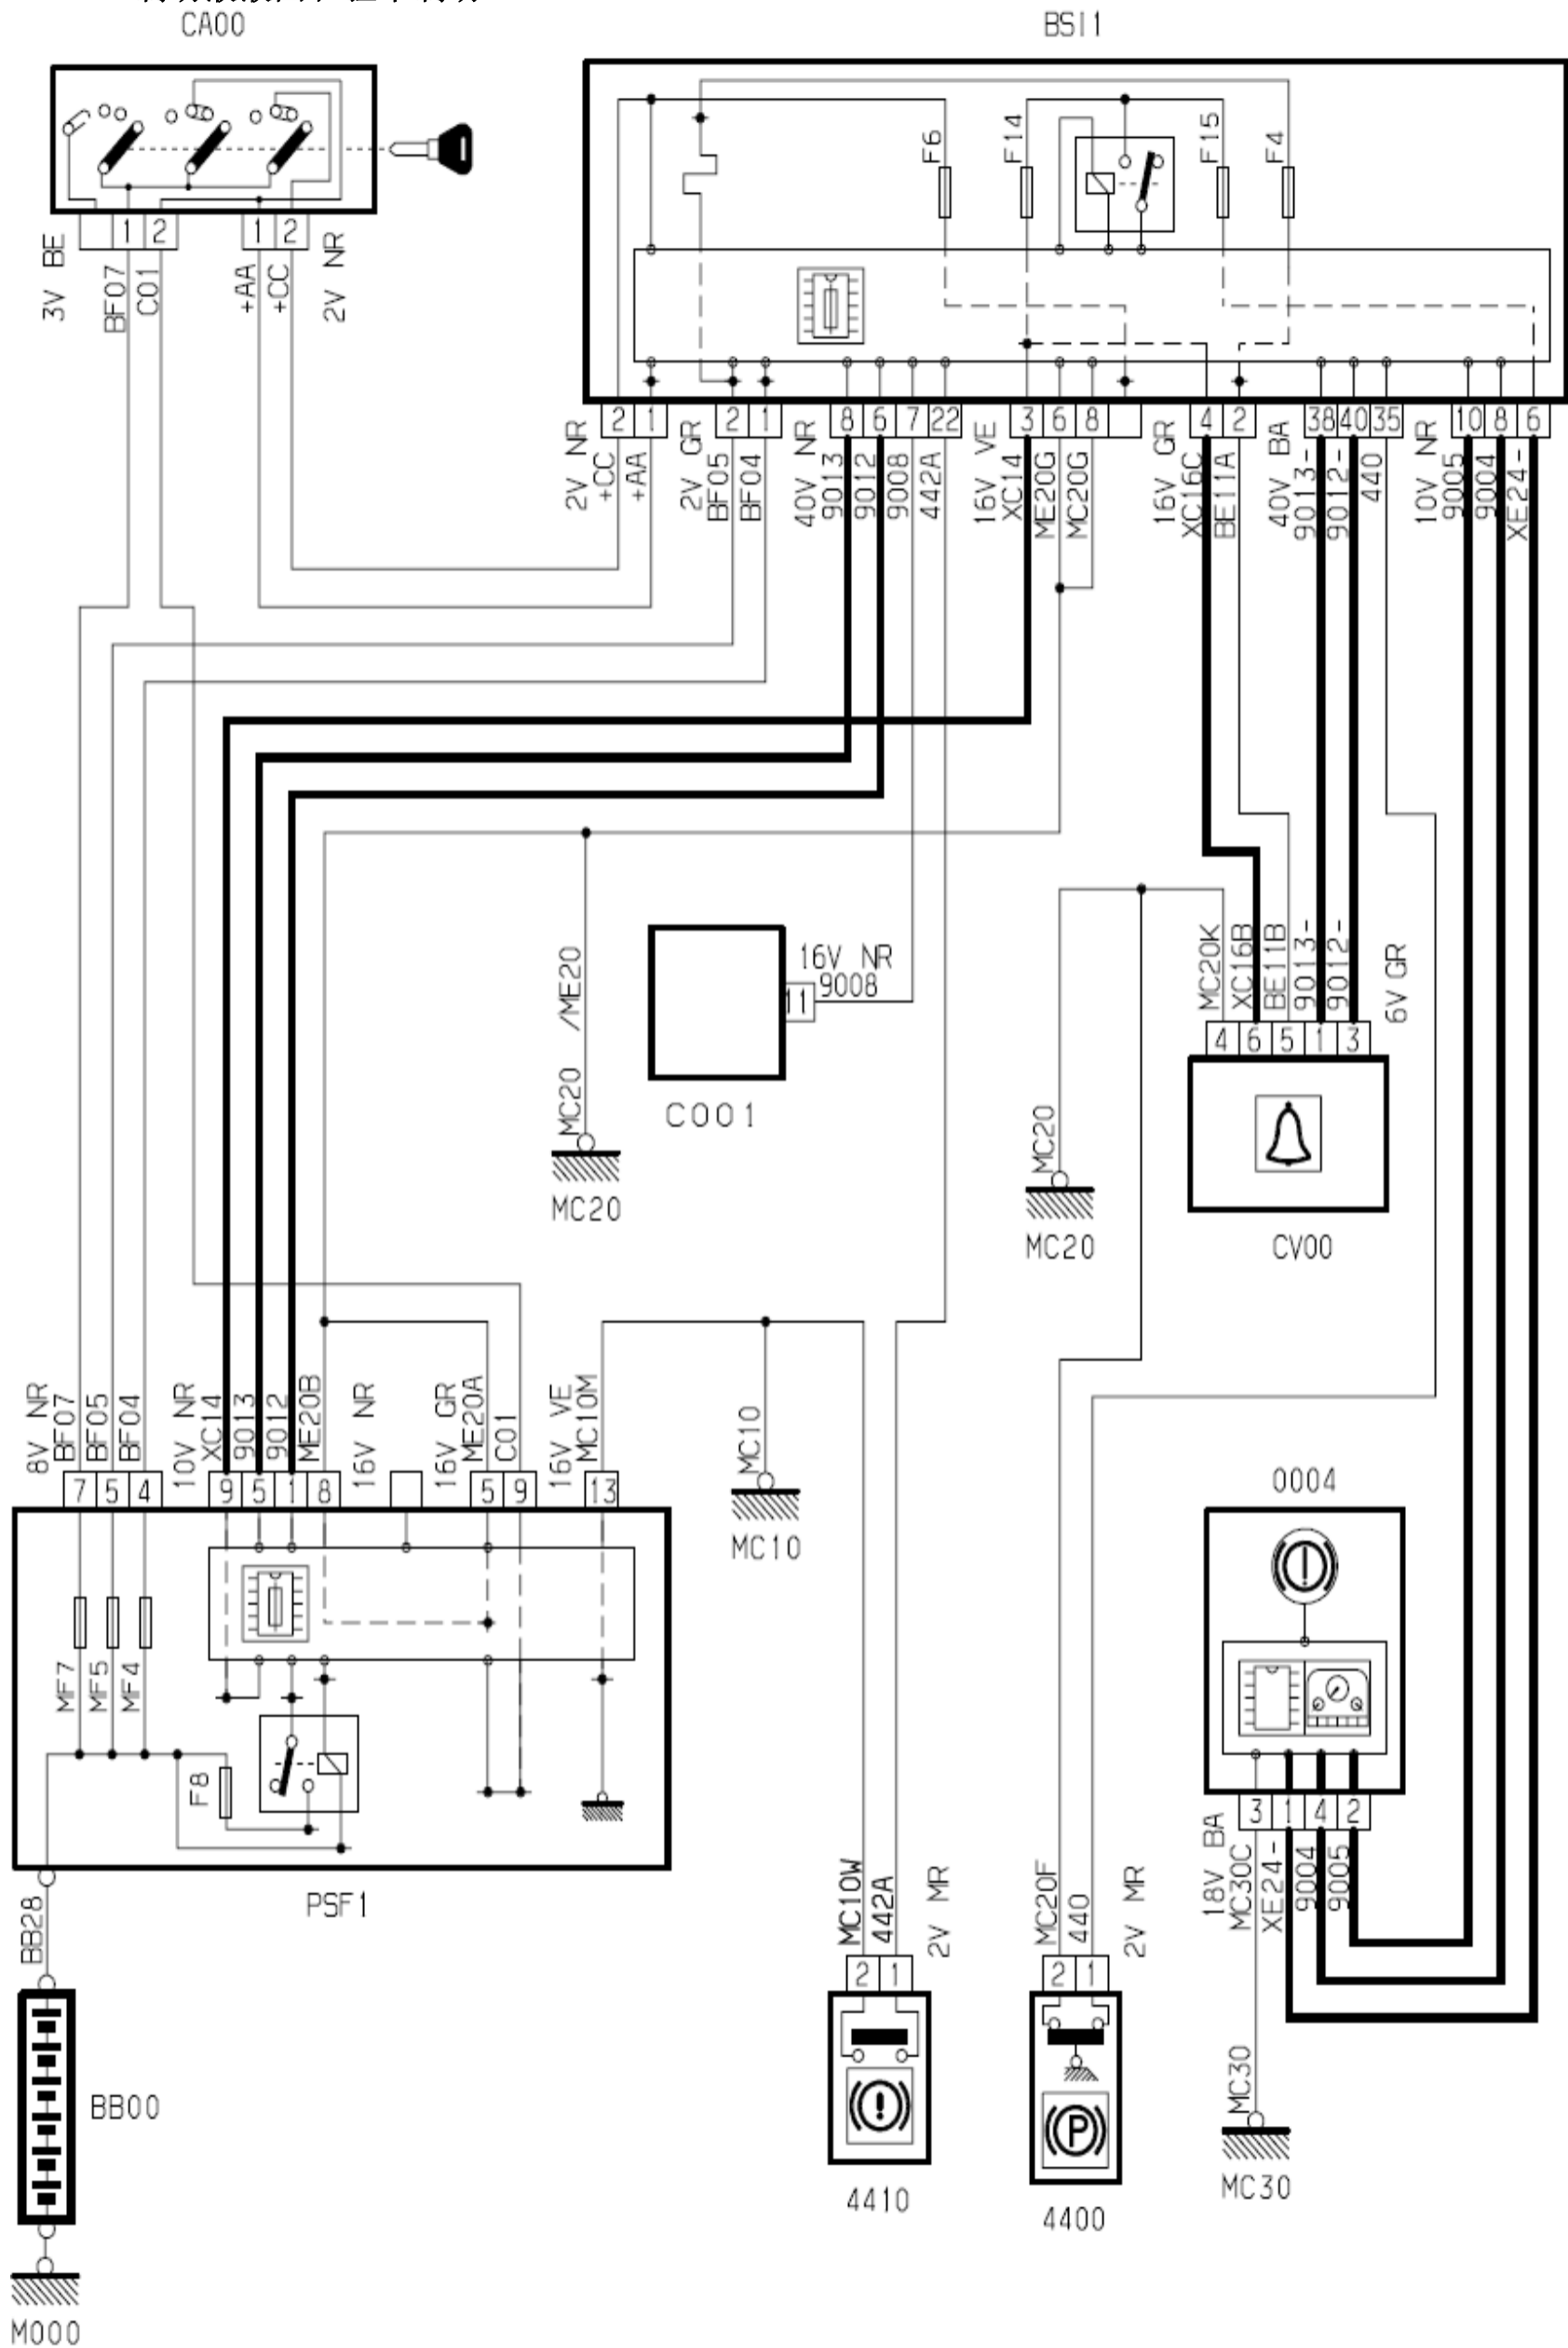 CA00
BSI1
F6
F14
F15
F4
1
2
1
2
3V BE
BF07
C01
+AA
+CC
2V NR
2
1
2
1
8
6
7
22
3
6
8
4
2
38
40
35
10
8
6
2V NR
+CC
+AA
2V GR
BF05
BF04
40V NR
9013
9012
9008
442A
16V VE
XC14
ME20G
MC20G
16V GR
XC16C
BE11A
40V BA
9013-
9012-
440
10V NR
9005
9004
XE24-
MC20 /ME20
MC20
16V NR
9008
11
C001
MC20
MC20
MC20K
XC16B
BE11B
9013-
9012-
6V GR
4
6
5
1
3
CV00
8V NR
BF07
BF05
BF04
10V NR
XC14
9013
9012
ME20B
16V NR
16V GR
ME20A
C01
16V VE
MC10M
7
5
4
9
5
1
8
5
9
13
MC10
MC10
MF7
MF5
MF4
F8
PSF1
BB28
BB00
M000
MC10W
442A
2V MR
2
1
4410
MC20F
440
2V MR
2
1
P
4400
0004
3
1
4
2
18V BA
MC30C
XE24-
9004
9005
MC30
MC30